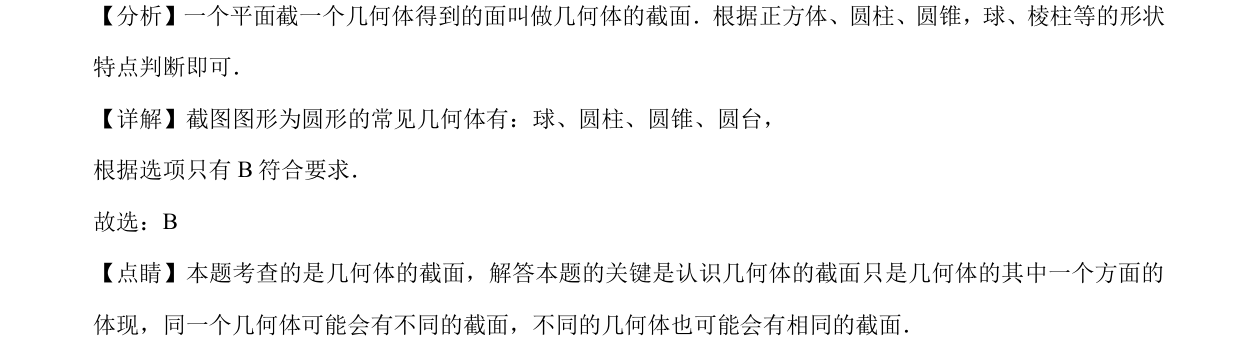 【分析】一个平面截一个几何体得到的面叫做几何体的截面．根据正方体、圆柱、圆锥，球、棱柱等的形状
特点判断即可．
【详解】截图图形为圆形的常见几何体有：球、圆柱、圆锥、圆台，
根据选项只有 B 符合要求．
故选：B
【点睛】本题考查的是几何体的截面，解答本题的关键是认识几何体的截面只是几何体的其中一个方面的
体现，同一个几何体可能会有不同的截面，不同的几何体也可能会有相同的截面．